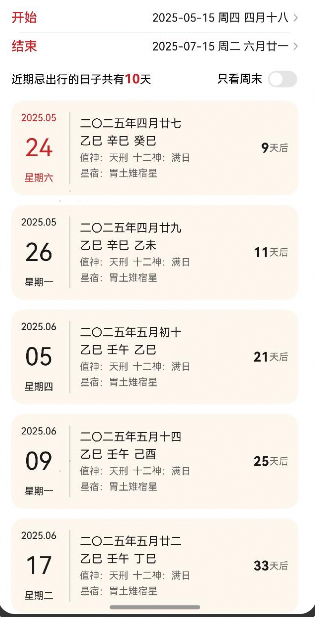 开始 2025-05-15 周四 四月十八 >
结束 2025-07-15 周二 六月廿一 >
近期忌出行的日子共有10天 只看周末
2025.05
24
星期六
二〇二五年四月廿七
乙巳 辛巳 癸巳
值神：天刑 十二神：满日
星宿：胃土雉宿星
9天后
2025.05
26
星期一
二〇二五年四月廿九
乙巳 辛巳 乙未
值神：天刑 十二神：满日
星宿：胃土雉宿星
11天后
2025.06
05
星期四
二〇二五年五月初十
乙巳 壬午 乙巳
值神：天刑 十二神：满日
星宿：胃土雉宿星
21天后
2025.06
09
星期一
二〇二五年五月十四
乙巳 壬午 己酉
值神：天刑 十二神：满日
星宿：胃土雉宿星
25天后
2025.06
17
星期二
二〇二五年五月廿二
乙巳 壬午 丁巳
值神：天刑 十二神：满日
星宿：胃土雉宿星
33天后